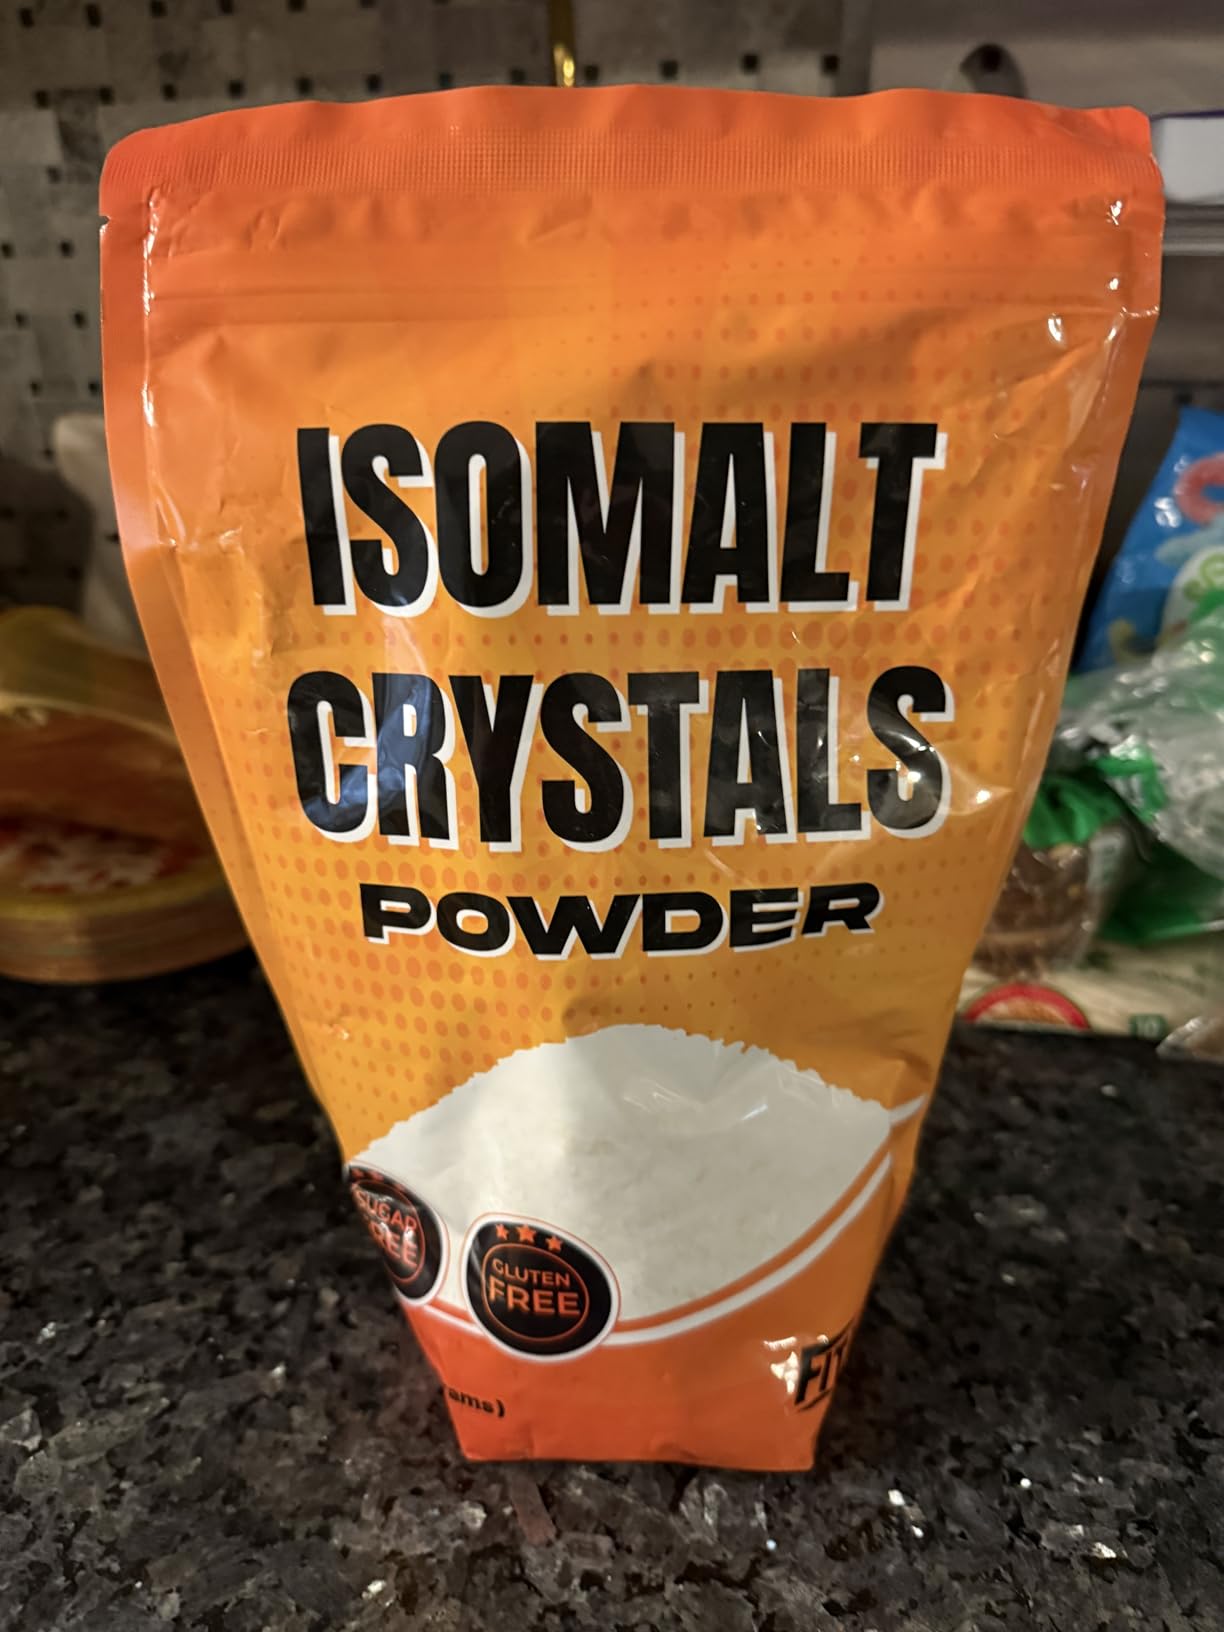 ISOMALT
CRYSTALS
POWDER
SUGAR
FREE
GLUTEN
FREE